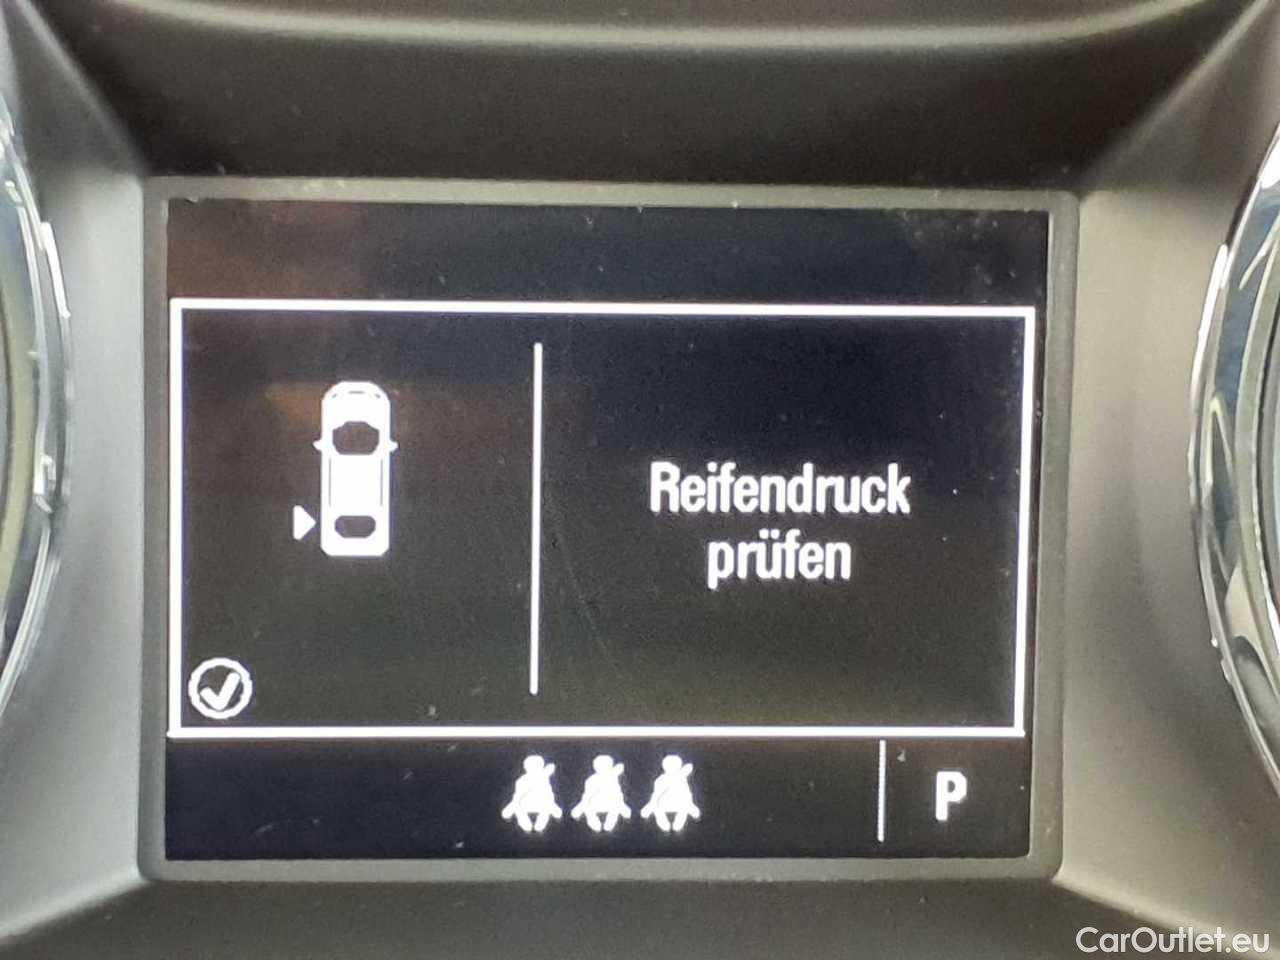 Reifendruck
prüfen
P
CarOutlet.eu